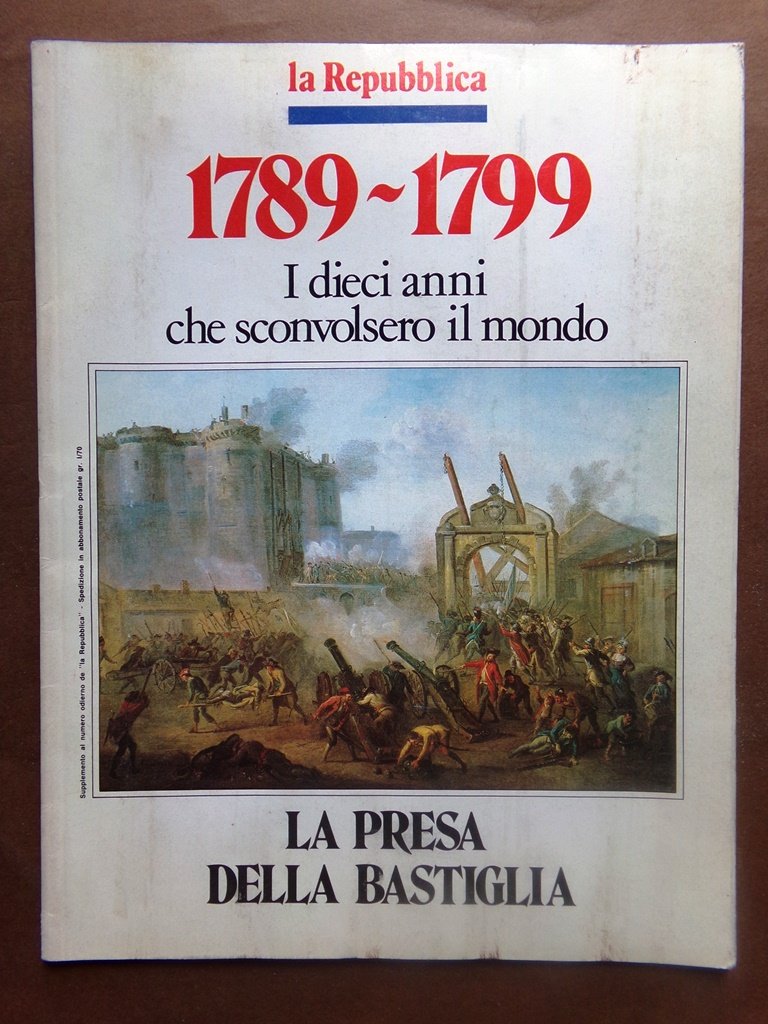 la Repubblica
1789~1799
I dieci anni
che sconvolsero il mondo
Supplemento al numero odierno de "la Repubblica" - Spedizione in abbonamento postale gr. I/70
LA PRESA
DELLA BASTIGLIA